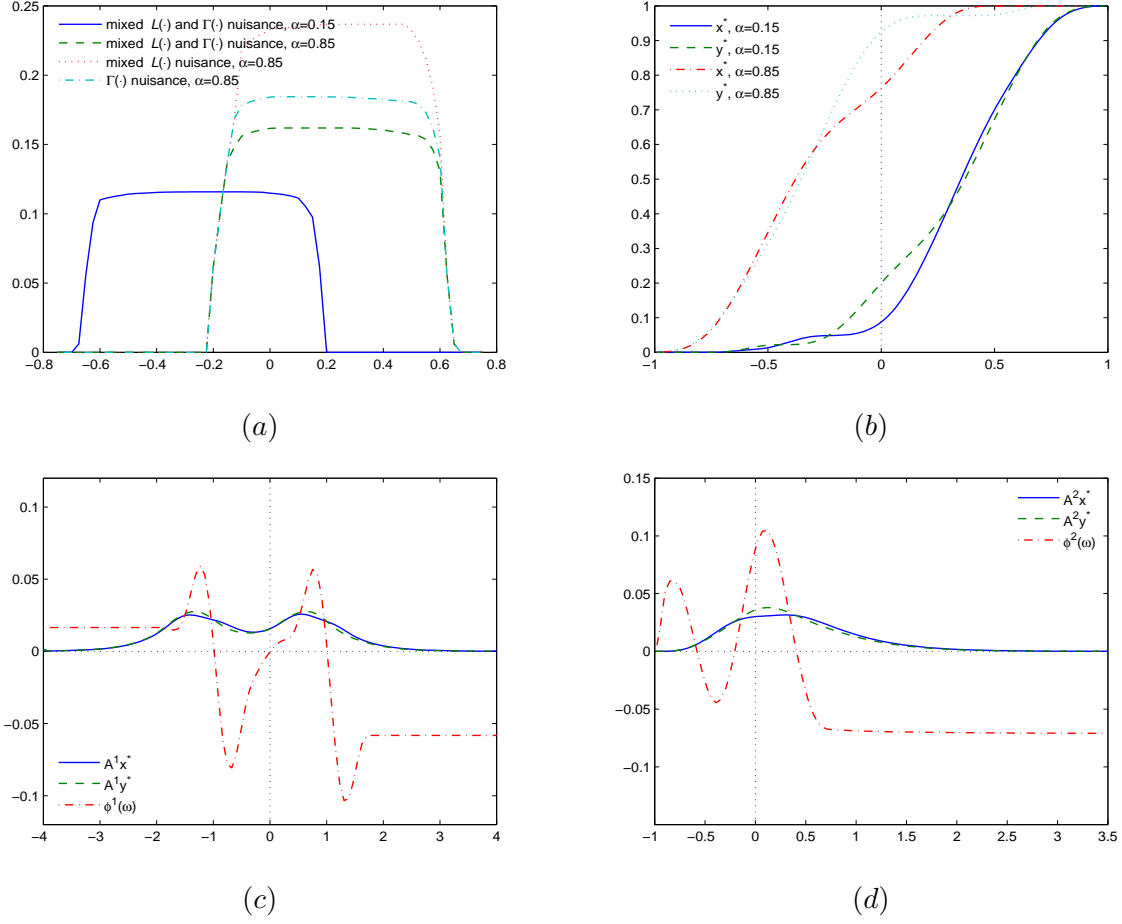 0.25
0.2
0.15
0.1
0.05
0
−0.8 −0.6 −0.4 −0.2 0 0.2 0.4 0.6 0.8
mixed L(·) and Γ(·) nuisance, α=0.15
mixed L(·) and Γ(·) nuisance, α=0.85
mixed L(·) nuisance, α=0.85
Γ(·) nuisance, α=0.85
(a)
1
0.9
0.8
0.7
0.6
0.5
0.4
0.3
0.2
0.1
0
−1 −0.5 0 0.5 1
x*, α=0.15
y*, α=0.15
x*, α=0.85
y*, α=0.85
(b)
0.1
0.05
0
−0.05
−0.1
−4 −3 −2 −1 0 1 2 3 4
A¹x*
A¹y*
ϕ¹(ω)
(c)
0.15
0.1
0.05
0
−0.05
−0.1
−1 −0.5 0 0.5 1 1.5 2 2.5 3 3.5
A²x*
A²y*
ϕ²(ω)
(d)